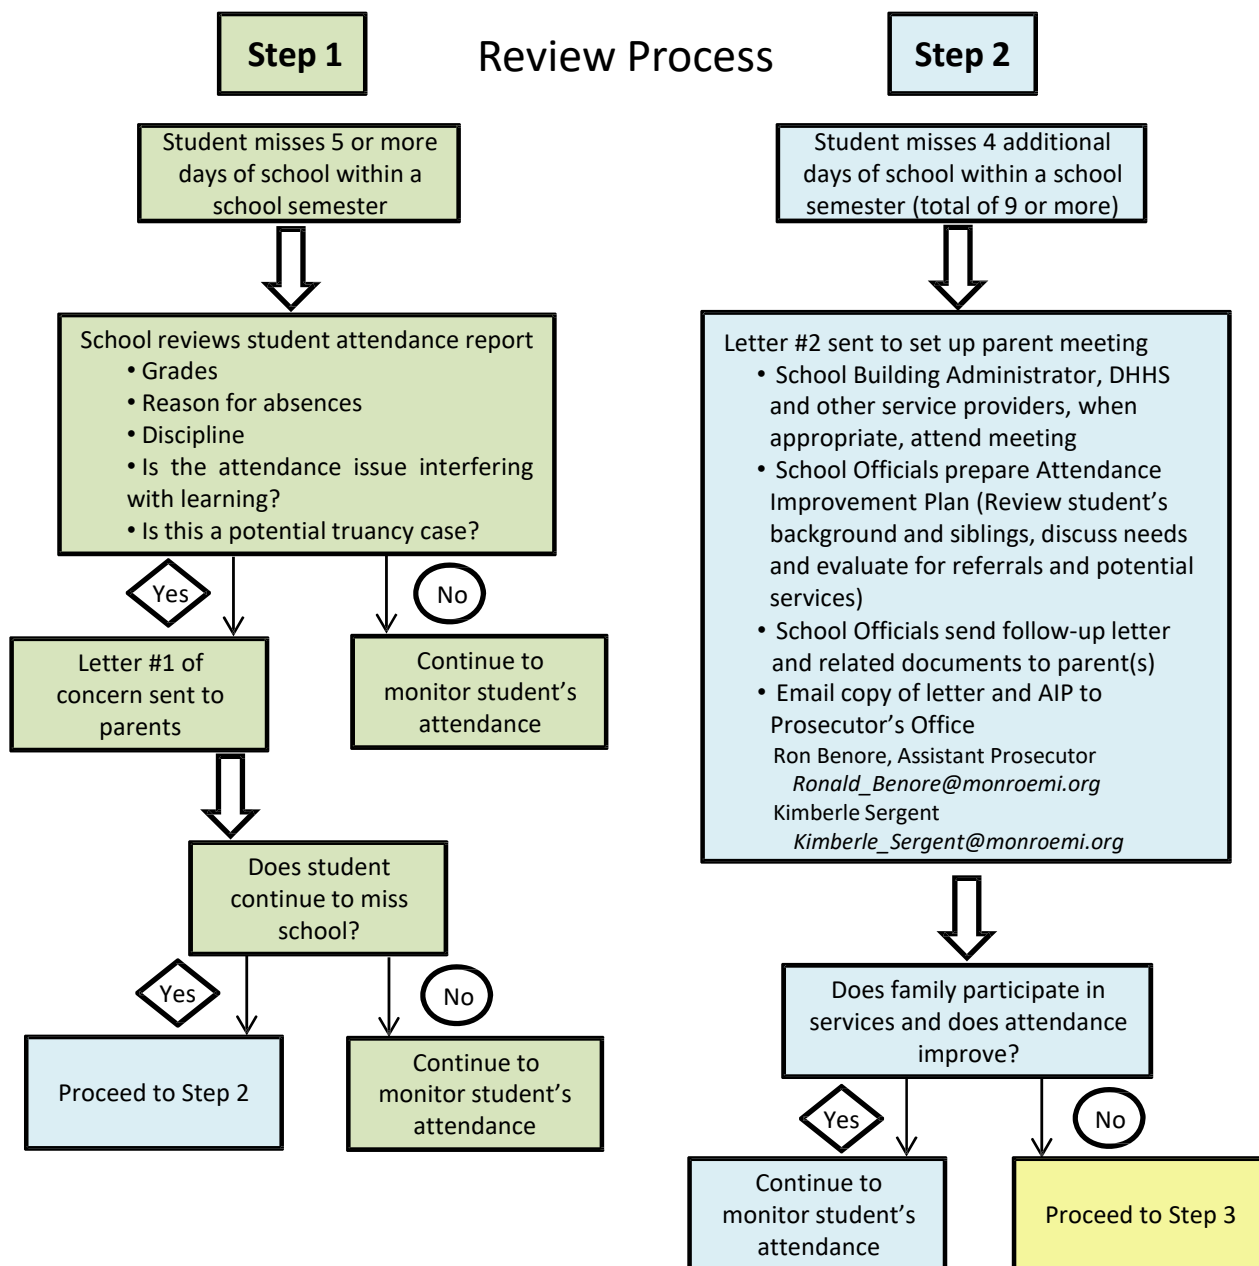 Step 1
Review Process
Step 2
Student misses 5 or more
days of school within a
school semester
School reviews student attendance report
• Grades
• Reason for absences
• Discipline
• Is the attendance issue interfering
with learning?
• Is this a potential truancy case?
Yes
No
Letter #1 of
concern sent to
parents
Continue to
monitor student’s
attendance
Does student
continue to miss
school?
Yes
No
Proceed to Step 2
Continue to
monitor student’s
attendance
Student misses 4 additional
days of school within a school
semester (total of 9 or more)
Letter #2 sent to set up parent meeting
• School Building Administrator, DHHS
and other service providers, when
appropriate, attend meeting
• School Officials prepare Attendance
Improvement Plan (Review student’s
background and siblings, discuss needs
and evaluate for referrals and potential
services)
• School Officials send follow-up letter
and related documents to parent(s)
• Email copy of letter and AIP to
Prosecutor’s Office
Ron Benore, Assistant Prosecutor
Ronald_Benore@monroemi.org
Kimberle Sergent
Kimberle_Sergent@monroemi.org
Does family participate in
services and does attendance
improve?
Yes
No
Continue to
monitor student’s
attendance
Proceed to Step 3